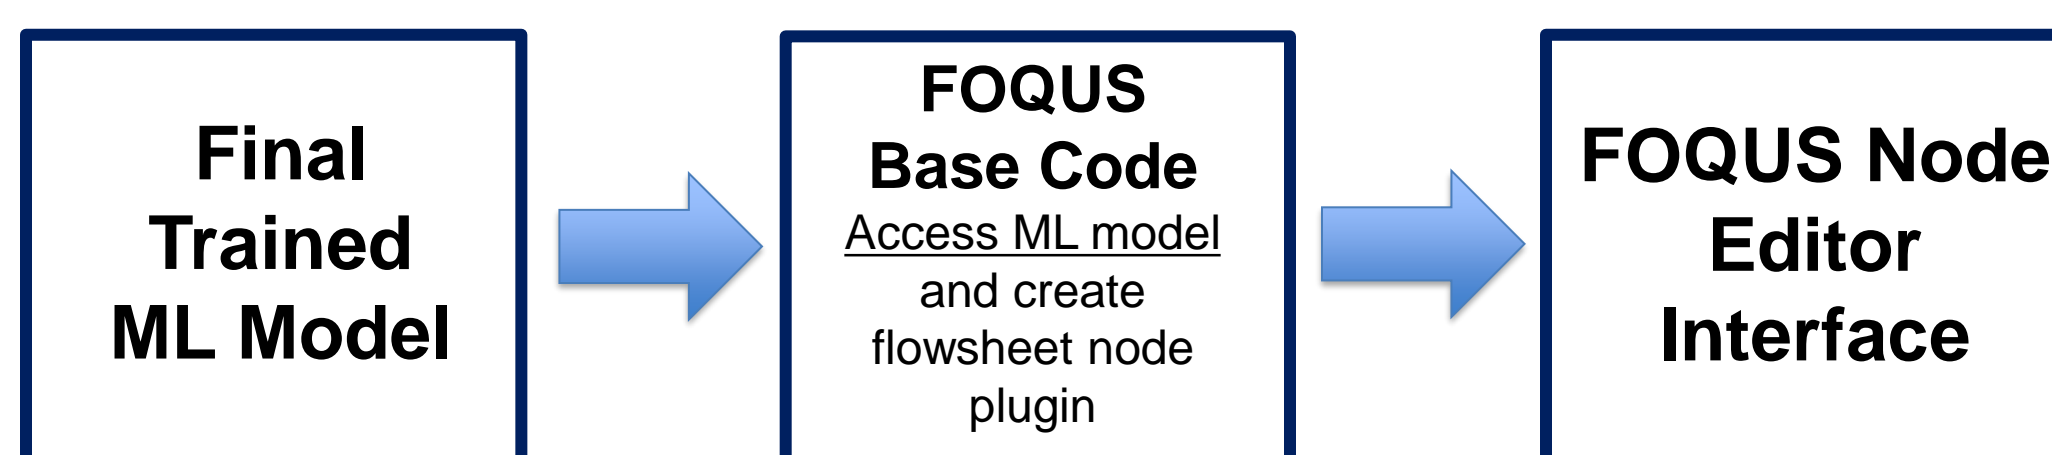 Final
Trained
ML Model
FOQUS
Base Code
Access ML model
and create
flowsheet node
plugin
FOQUS Node
Editor
Interface